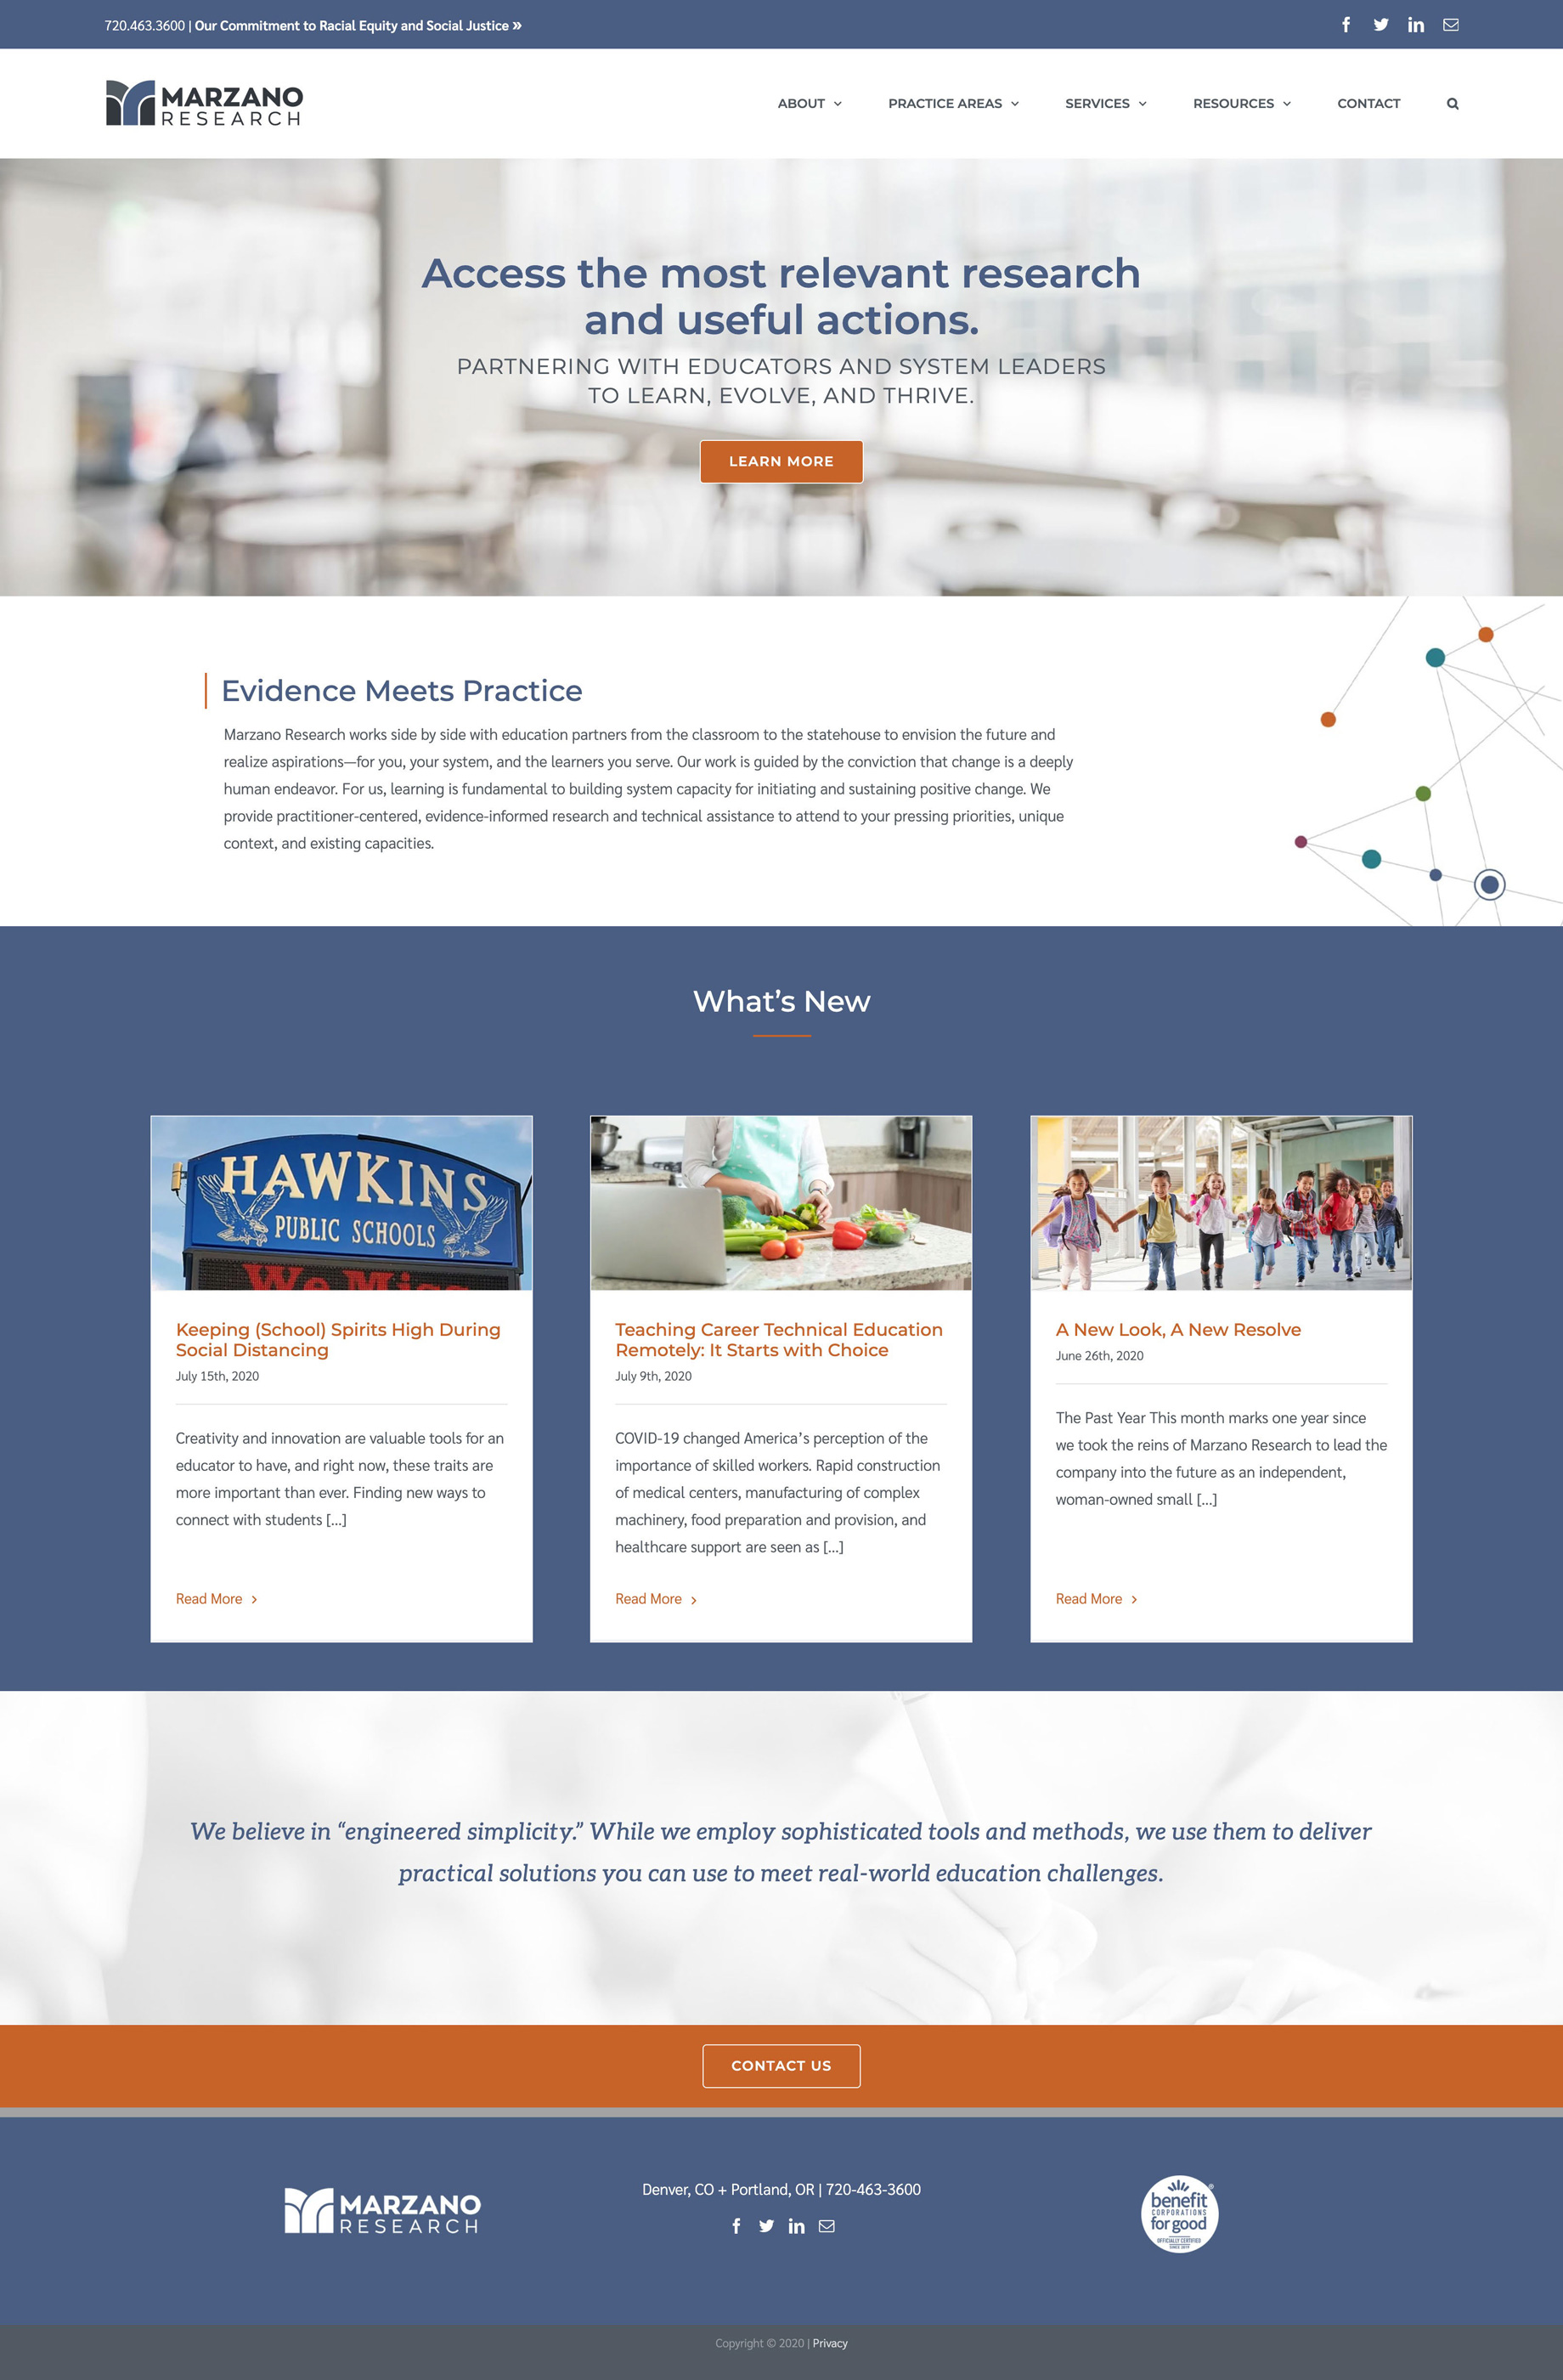 720.463.3600 | Our Commitment to Racial Equity and Social Justice »
MARZANO
RESEARCH
ABOUT
PRACTICE AREAS
SERVICES
RESOURCES
CONTACT
Access the most relevant research
and useful actions.
PARTNERING WITH EDUCATORS AND SYSTEM LEADERS
TO LEARN, EVOLVE, AND THRIVE.
LEARN MORE
Evidence Meets Practice
Marzano Research works side by side with education partners from the classroom to the statehouse to envision the future and
realize aspirations—for you, your system, and the learners you serve. Our work is guided by the conviction that change is a deeply
human endeavor. For us, learning is fundamental to building system capacity for initiating and sustaining positive change. We
provide practitioner-centered, evidence-informed research and technical assistance to attend to your pressing priorities, unique
context, and existing capacities.
What’s New
HAWKINS
PUBLIC SCHOOLS
We Miss
Keeping (School) Spirits High During
Social Distancing
July 15th, 2020
Creativity and innovation are valuable tools for an
educator to have, and right now, these traits are
more important than ever. Finding new ways to
connect with students [...]
Read More
Teaching Career Technical Education
Remotely: It Starts with Choice
July 9th, 2020
COVID-19 changed America’s perception of the
importance of skilled workers. Rapid construction
of medical centers, manufacturing of complex
machinery, food preparation and provision, and
healthcare support are seen as [...]
Read More
A New Look, A New Resolve
June 26th, 2020
The Past Year This month marks one year since
we took the reins of Marzano Research to lead the
company into the future as an independent,
woman-owned small [...]
Read More
We believe in “engineered simplicity.” While we employ sophisticated tools and methods, we use them to deliver
practical solutions you can use to meet real-world education challenges.
CONTACT US
MARZANO
RESEARCH
Denver, CO + Portland, OR | 720-463-3600
benefit
CORPORATIONS
for good
OFFICIALLY CERTIFIED
Copyright © 2020 | Privacy